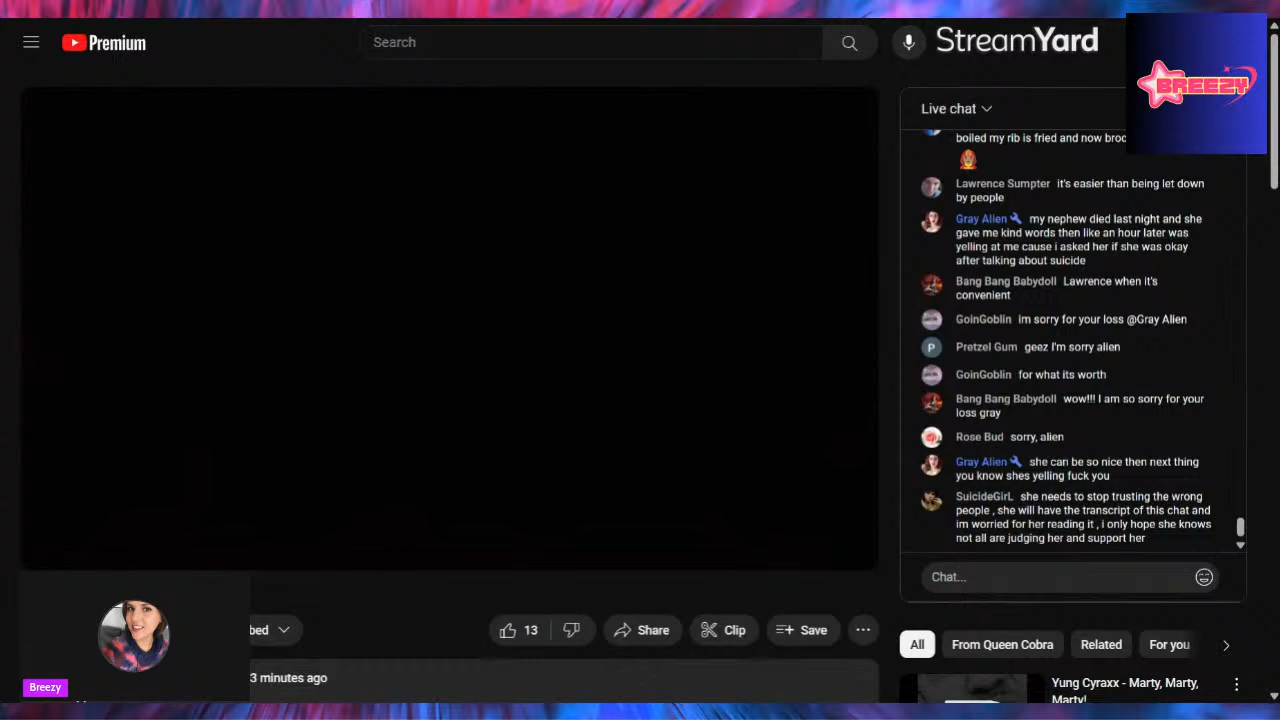 Premium
Search
StreamYard
BREEZY
Live chat
boiled my rib is fried and now
Lawrence Sumpter it's easier than being let down
by people
Gray Alien my nephew died last night and she
gave me kind words then like an hour later was
yelling at me cause i asked her if she was okay
after talking about suicide
Bang Bang Babydoll Lawrence when it's
convenient
GoinGoblin im sorry for your loss @Gray Alien
P Pretzel Gum geez I'm sorry alien
GoinGoblin for what its worth
Bang Bang Babydoll wow!!! I am so sorry for your
loss gray
Rose Bud sorry, alien
Gray Alien she can be so nice then next thing
you know shes yelling fuck you
SuicideGirL she needs to stop trusting the wrong
people , she will have the transcript of this chat and
im worried for her reading it , i only hope she knows
not all are judging her and support her
Chat...
bed
13
Share
Clip
Save
All
From Queen Cobra
Related
For you
3 minutes ago
Breezy
Yung Cyraxx - Marty, Marty,
Marty!